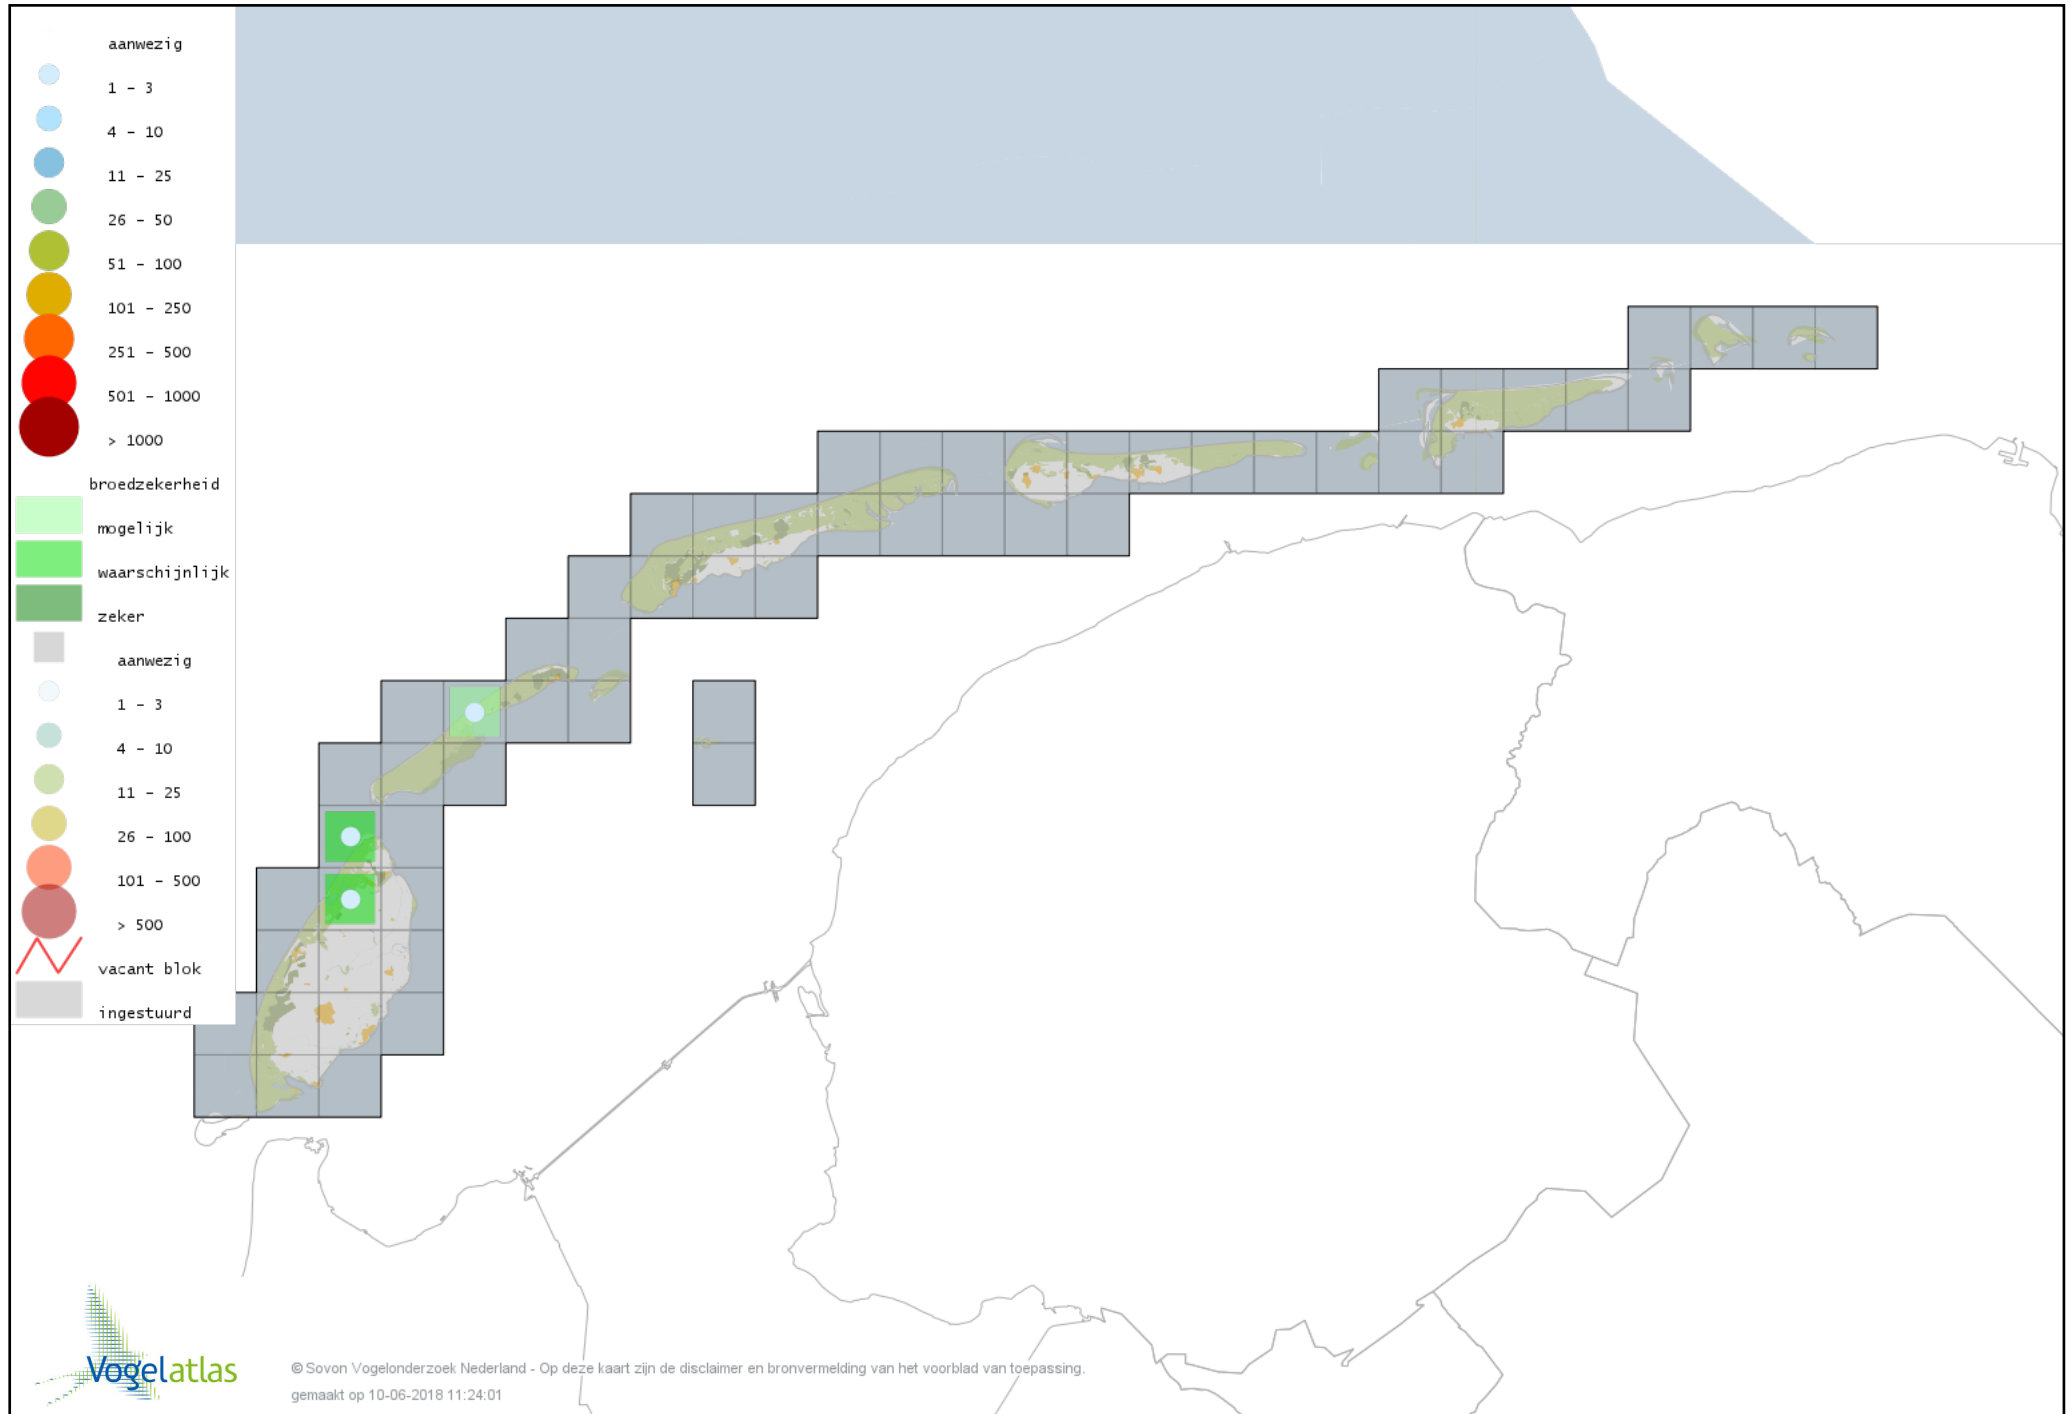 aanwezig
1 - 3
4 - 10
11 - 25
26 - 50
51 - 100
101 - 250
251 - 500
501 - 1000
> 1000
broedzekerheid
mogelijk
waarschijnlijk
zeker
aanwezig
1 - 3
4 - 10
11 - 25
26 - 100
101 - 500
> 500
vacant blok
ingestuurd
Vogelatlas
© Sovon Vogelonderzoek Nederland - Op deze kaart zijn de disclaimer en bronvermelding van het voorblad van toepassing.
gemaakt op 10-06-2018 11:24:01